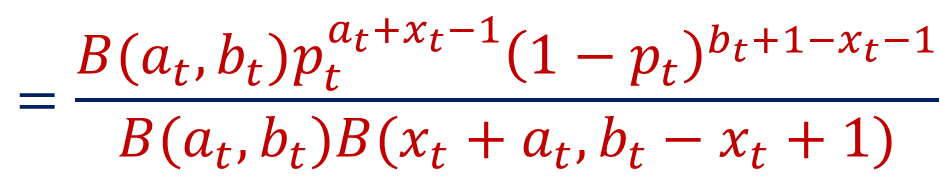 = \frac{B(a_t, b_t) p_t^{a_t + x_t - 1} (1 - p_t)^{b_t + 1 - x_t - 1}}{B(a_t, b_t) B(x_t + a_t, b_t - x_t + 1)}